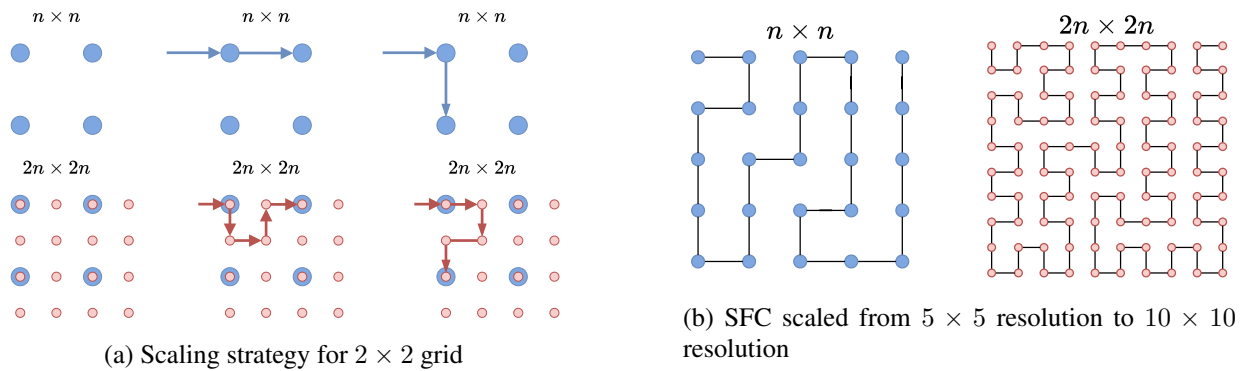 n × n
n × n
n × n
2n × 2n
2n × 2n
2n × 2n
(a) Scaling strategy for 2 × 2 grid
n × n
2n × 2n
(b) SFC scaled from 5 × 5 resolution to 10 × 10
resolution